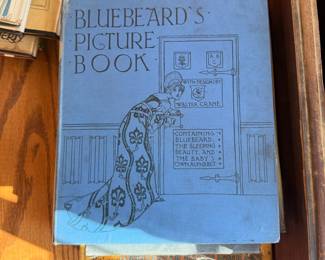 BLUEBEARD'S
PICTURE
BOOK
WITH DESIGNS BY
WALTER CRANE
CONTAINING
BLUEBEARD.
THE SLEEPING
BEAUTY. AND
THE BABY'S
OWN ALPHABET